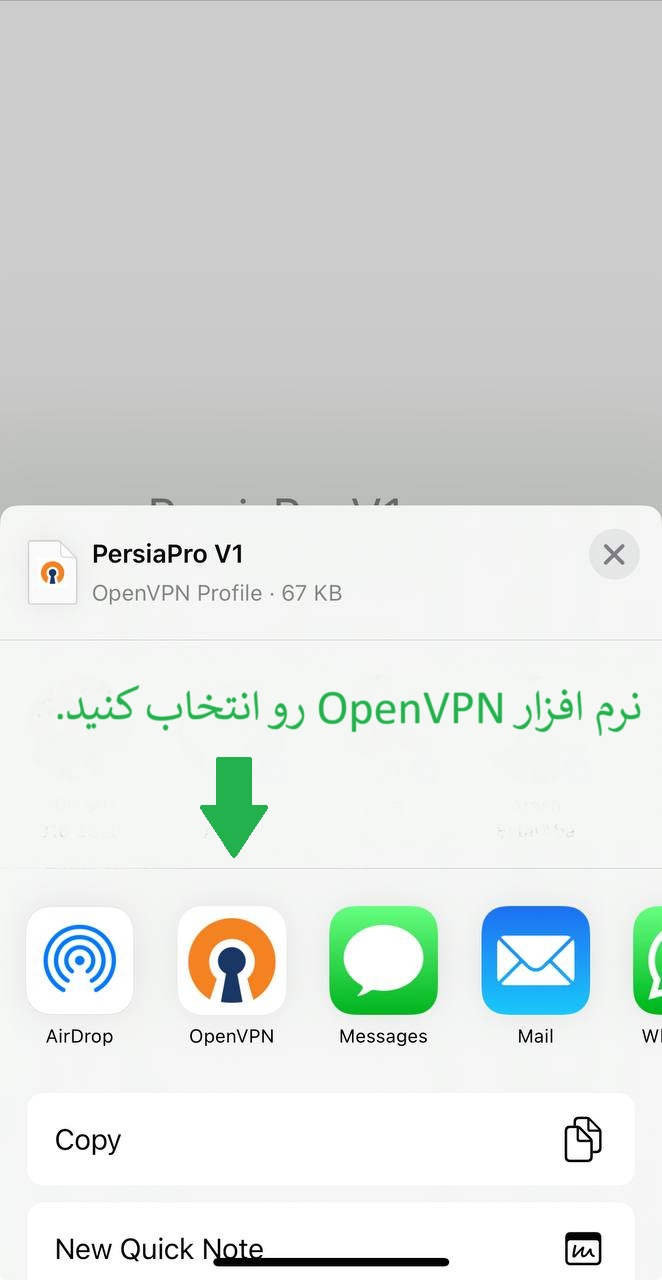 PersiaPro V1
OpenVPN Profile · 67 KB
نرم افزار OpenVPN رو انتخاب کنید.
AirDrop
OpenVPN
Messages
Mail
Copy
New Quick Note